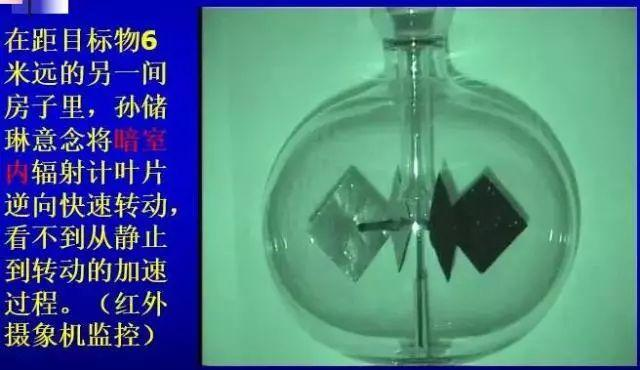 在距目标物6
米远的另一间
房子里，孙储
琳意念将暗室
内辐射计叶片
逆向快速转动，
看不到从静止
到转动的加速
过程。（红外
摄象机监控）